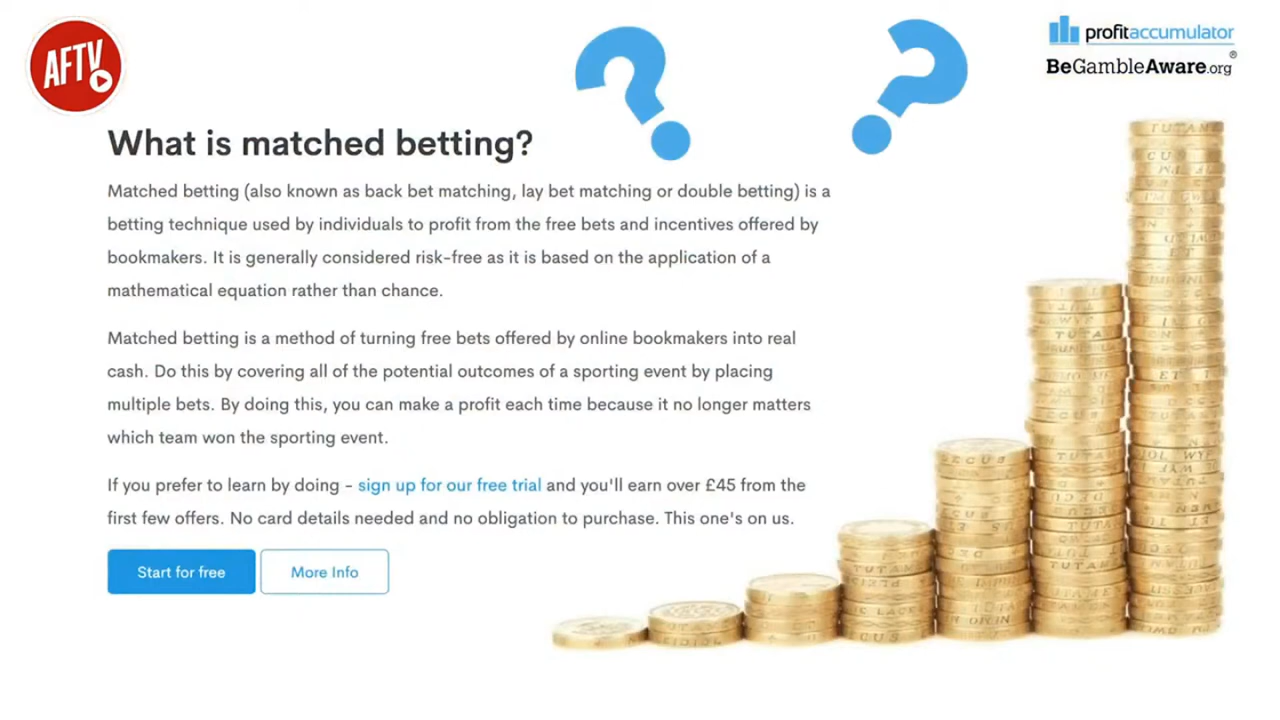 AFTV
profitaccumulator
BeGambleAware.org®
What is matched betting?
Matched betting (also known as back bet matching, lay bet matching or double betting) is a
betting technique used by individuals to profit from the free bets and incentives offered by
bookmakers. It is generally considered risk-free as it is based on the application of a
mathematical equation rather than chance.
Matched betting is a method of turning free bets offered by online bookmakers into real
cash. Do this by covering all of the potential outcomes of a sporting event by placing
multiple bets. By doing this, you can make a profit each time because it no longer matters
which team won the sporting event.
If you prefer to learn by doing - sign up for our free trial and you'll earn over £45 from the
first few offers. No card details needed and no obligation to purchase. This one's on us.
Start for free
More Info